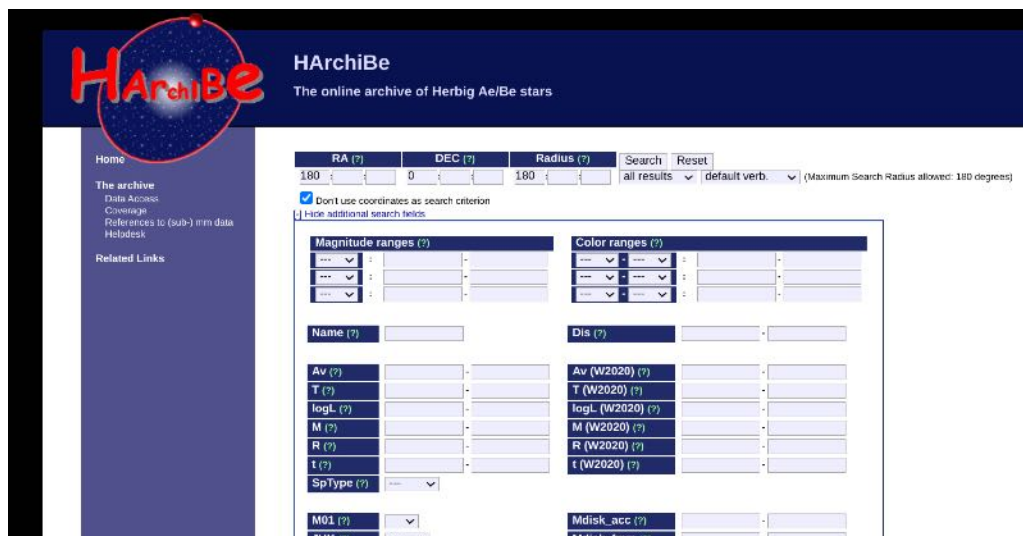 HArchiBe
HArchiBe
The online archive of Herbig Ae/Be stars
Home
The archive
Data Access
Coverage
References to (sub-) mm data
Helpdesk
Related Links
RA (?) DEC (?) Radius (?) Search Reset
180 : : 0 : : 180 : : all results default verb. (Maximum Search Radius allowed: 180 degrees)
Don't use coordinates as search criterion
[-] Hide additional search fields
Magnitude ranges (?) Color ranges (?)
--- : - --- - --- : -
--- : - --- - --- : -
--- : - --- - --- : -
Name (?) Dis (?) -
Av (?) - Av (W2020) (?) -
T (?) - T (W2020) (?) -
logL (?) - logL (W2020) (?) -
M (?) - M (W2020) (?) -
R (?) - R (W2020) (?) -
t (?) - t (W2020) (?) -
SpType (?) ---
M01 (?) Mdisk_acc (?) -